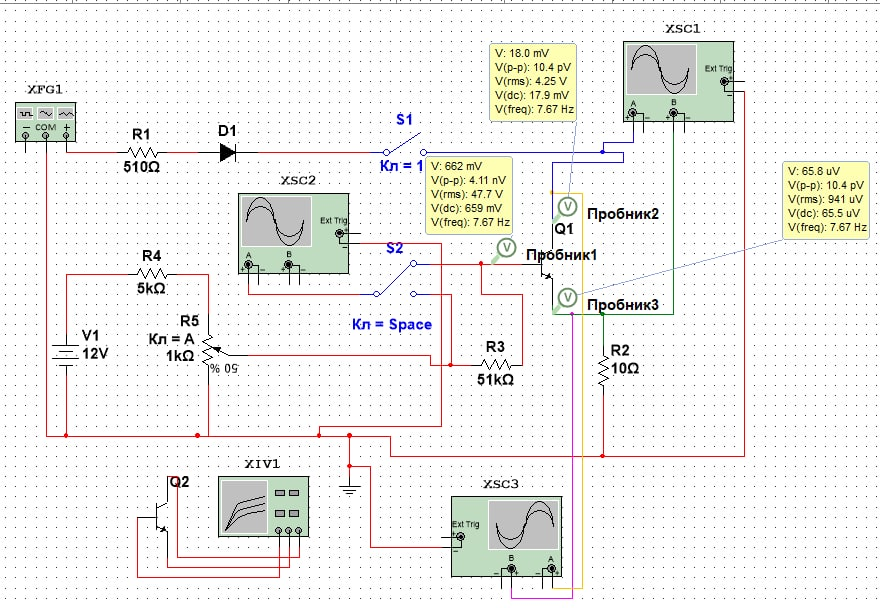 XSC1
V: 18.0 mV
V(p-p): 10.4 pV
V(rms): 4.25 V
V(dc): 17.9 mV
V(freq): 7.67 Hz
Ext Trig
A
B
XFG1
COM
S1
R1
510Ω
D1
Кл = 1
V: 662 mV
V(p-p): 4.11 nV
V(rms): 47.7 V
V(dc): 659 mV
V(freq): 7.67 Hz
V: 65.8 uV
V(p-p): 10.4 pV
V(rms): 941 uV
V(dc): 65.5 uV
V(freq): 7.67 Hz
XSC2
Ext Trig
A
B
V
Пробник2
Q1
S2
V
Пробник1
R4
5kΩ
V
Пробник3
Кл = Space
R5
Кл = A
1kΩ
50 %
V1
12V
R3
51kΩ
R2
10Ω
Q2
XIV1
XSC3
Ext Trig
B
A